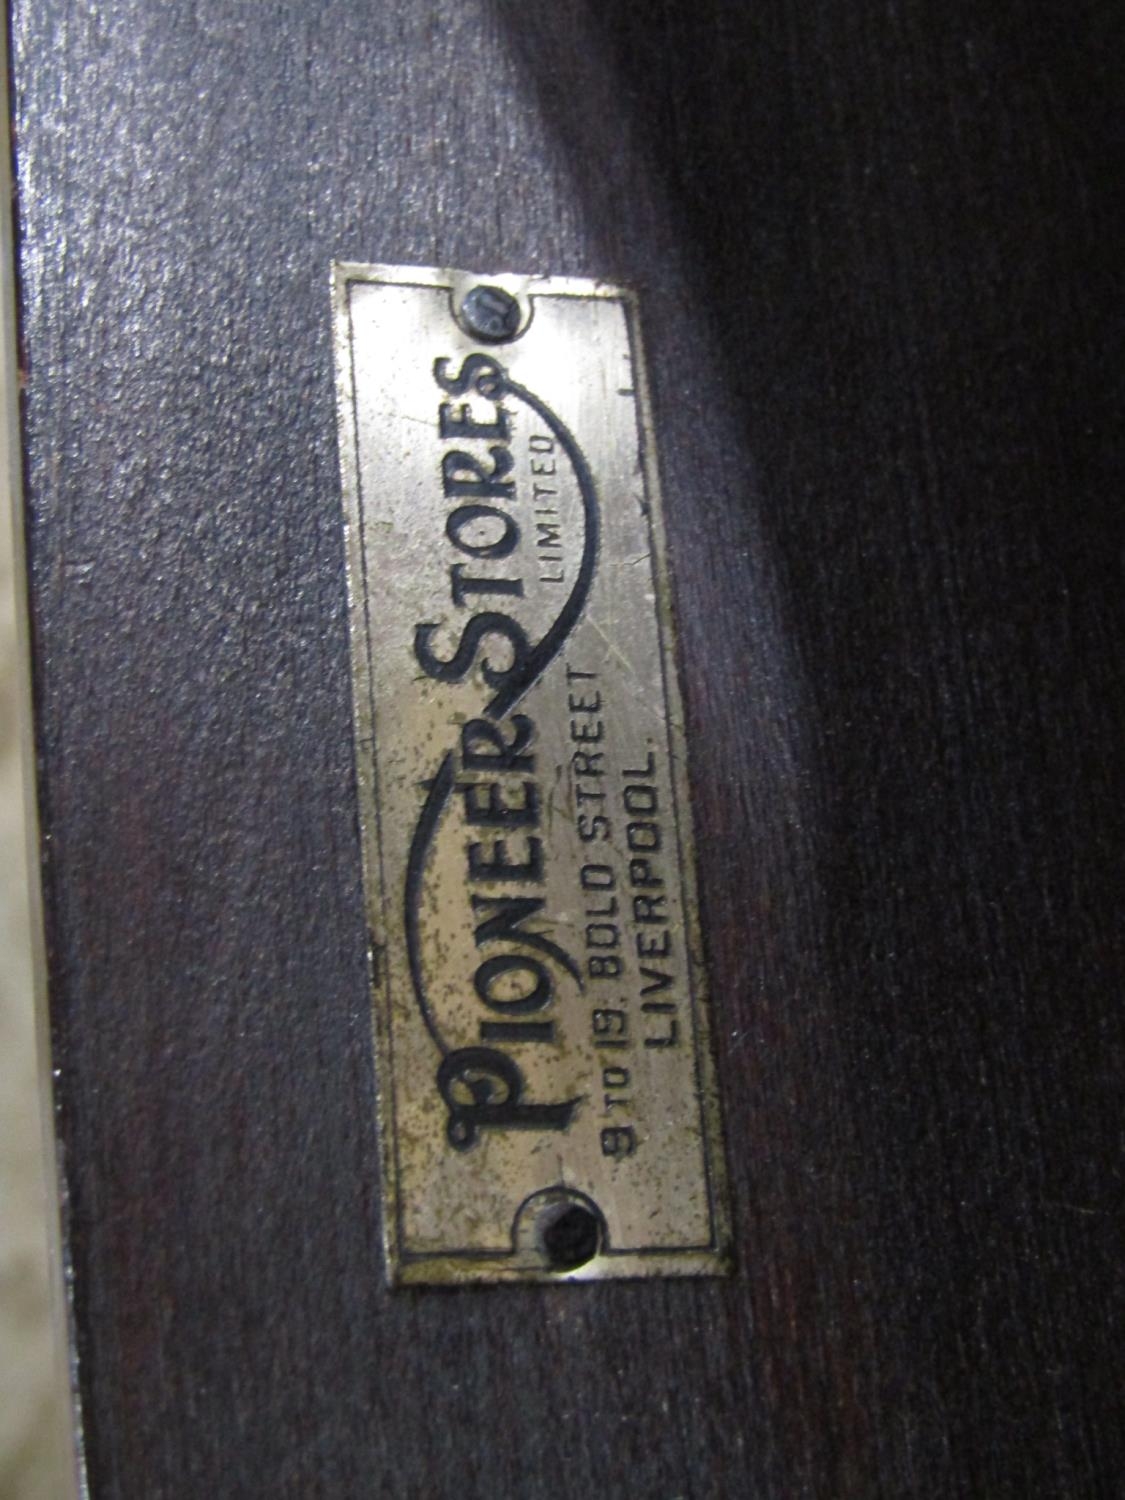 PIONEER STORES
LIMITED
9 TO 19. BOLD STREET
LIVERPOOL.